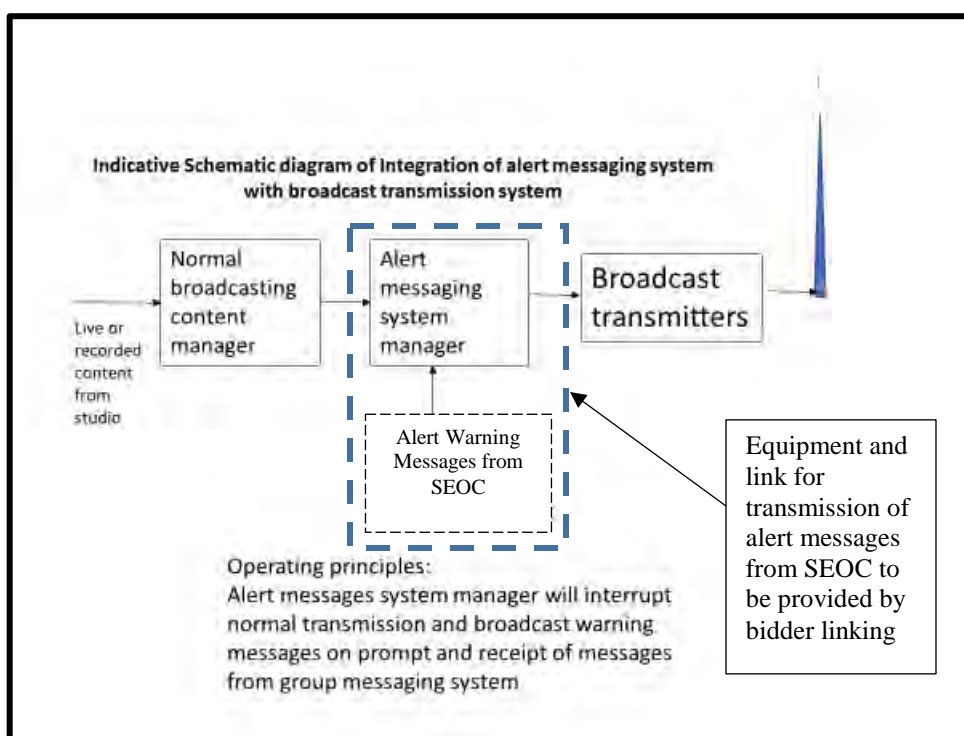 Indicative Schematic diagram of Integration of alert messaging system
with broadcast transmission system
Live or
recorded
content
from
studio
Normal
broadcasting
content
manager
Alert
messaging
system
manager
Broadcast
transmitters
Alert Warning
Messages from
SEOC
Equipment and
link for
transmission of
alert messages
from SEOC to
be provided by
bidder linking
Operating principles:
Alert messages system manager will interrupt
normal transmission and broadcast warning
messages on prompt and receipt of messages
from group messaging system